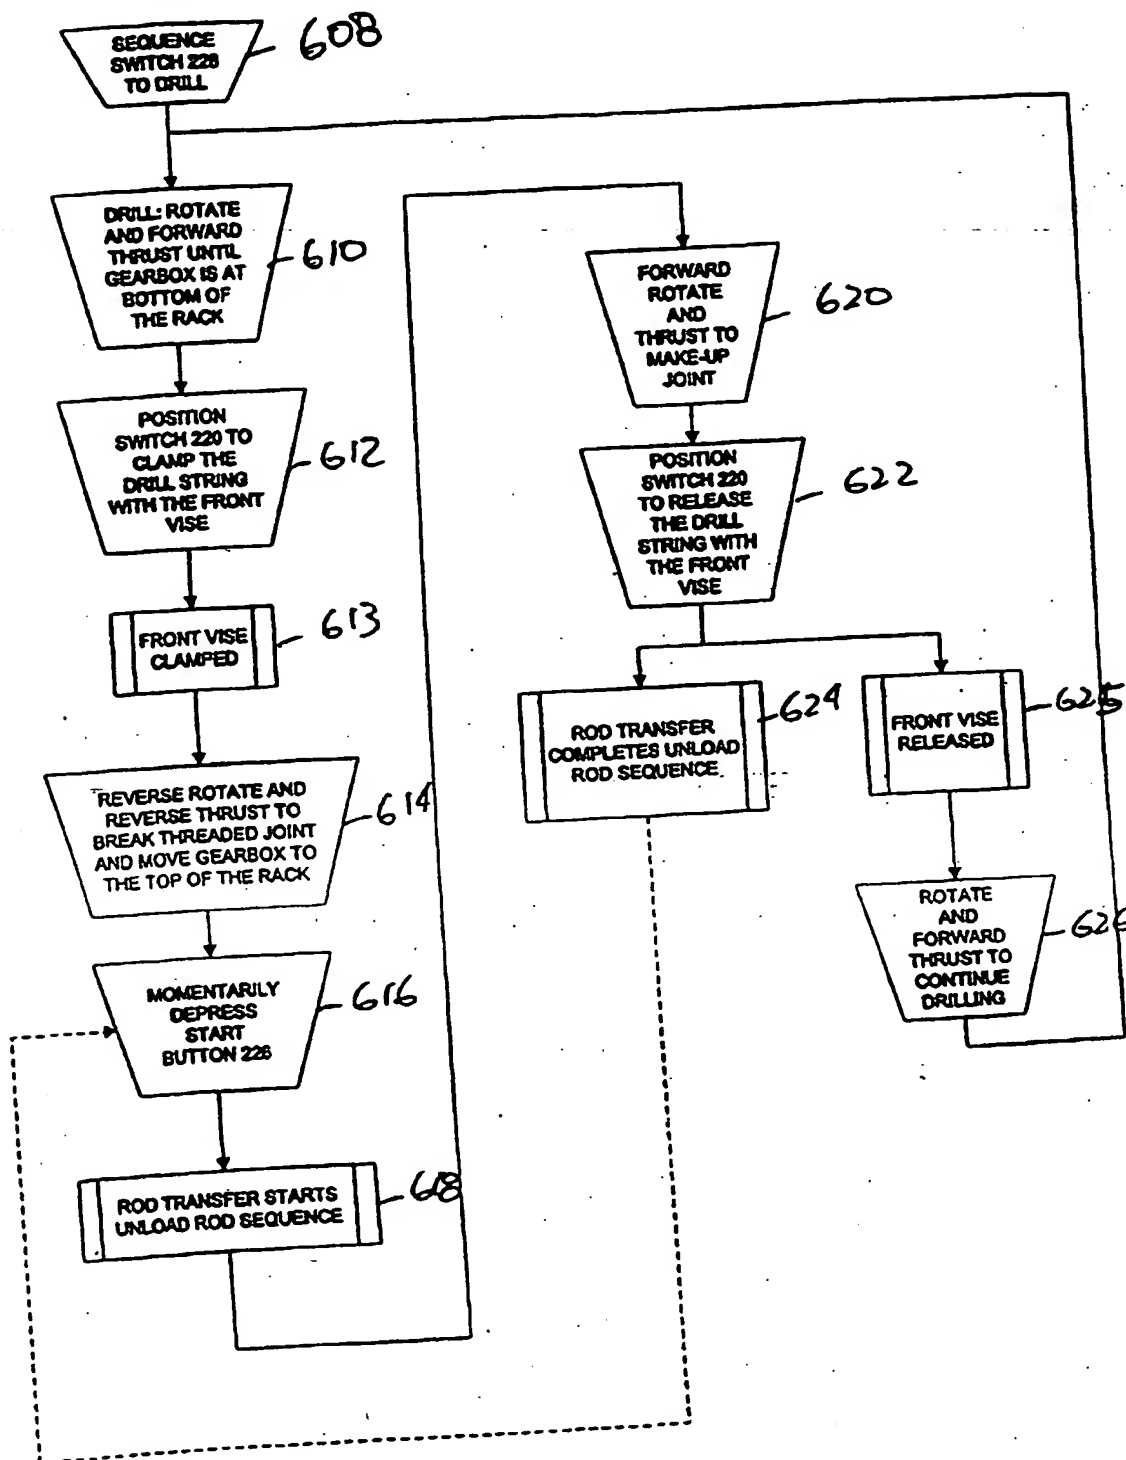 SEQUENCE
SWITCH 228
TO DRILL
608
DRILL: ROTATE
AND FORWARD
THRUST UNTIL
GEARBOX IS AT
BOTTOM OF
THE RACK
610
POSITION
SWITCH 220 TO
CLAMP THE
DRILL STRING
WITH THE FRONT
VISE
612
FRONT VISE
CLAMPED
613
REVERSE ROTATE AND
REVERSE THRUST TO
BREAK THREADED JOINT
AND MOVE GEARBOX TO
THE TOP OF THE RACK
614
MOMENTARILY
DEPRESS
START
BUTTON 226
616
ROD TRANSFER STARTS
UNLOAD ROD SEQUENCE
618
FORWARD
ROTATE
AND
THRUST TO
MAKE-UP
JOINT
620
POSITION
SWITCH 220
TO RELEASE
THE DRILL
STRING WITH
THE FRONT
VISE
622
ROD TRANSFER
COMPLETES UNLOAD
ROD SEQUENCE
624
FRONT VISE
RELEASED
625
ROTATE
AND
FORWARD
THRUST TO
CONTINUE
DRILLING
626